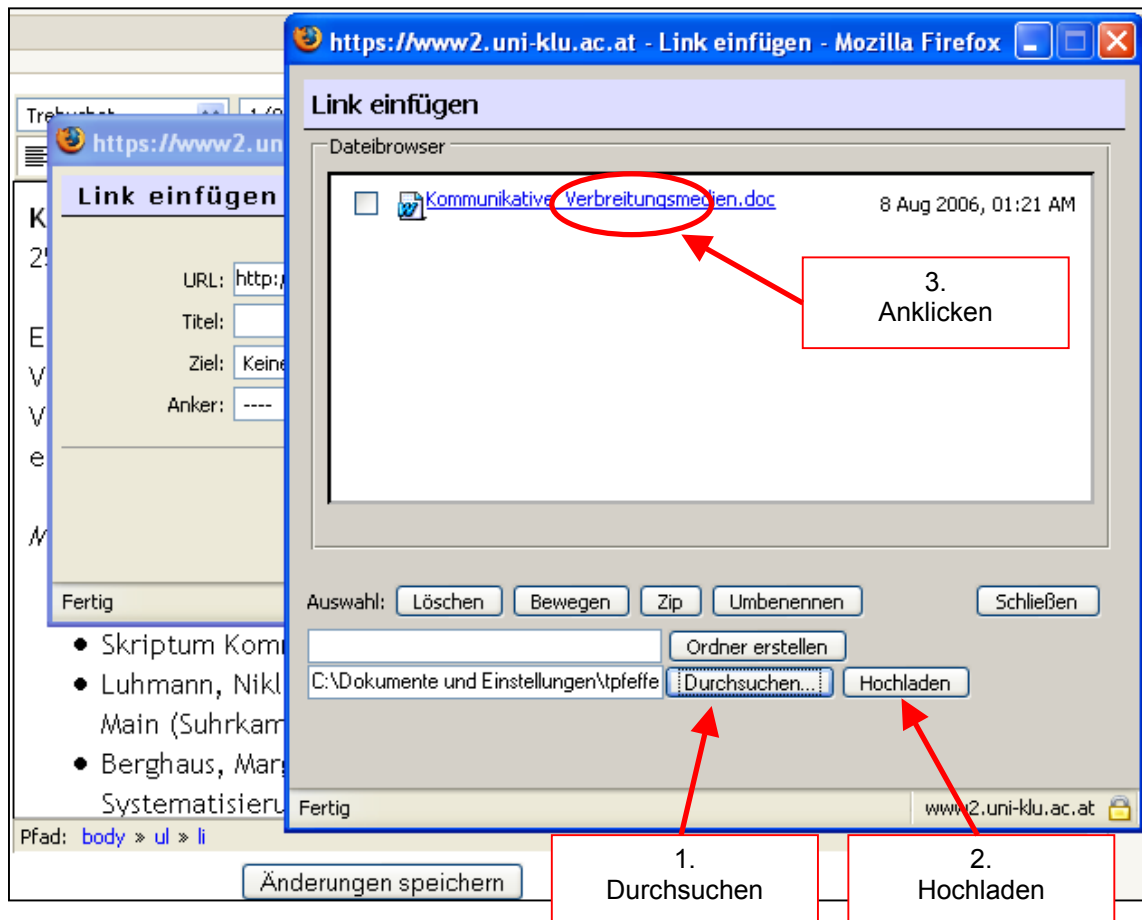 https://www2.uni-klu.ac.at - Link einfügen - Mozilla Firefox
Link einfügen
Dateibrowser
Kommunikative_Verbreitungsmedien.doc 8 Aug 2006, 01:21 AM
3.
Anklicken
Auswahl: Löschen Bewegen Zip Umbenennen Schließen
Ordner erstellen
C:\Dokumente und Einstellungen\tpfeffe Durchsuchen... Hochladen
Fertig www2.uni-klu.ac.at
https://www2.un
Link einfügen
URL: http:/
Titel:
Ziel: Keine
Anker: ----
Fertig
K
E
V
V
e
Skriptum Kom
Luhmann, Nikl
Main (Suhrkam
Berghaus, Marg
Systematisieru
Pfad: body » ul » li
Änderungen speichern
1.
Durchsuchen
2.
Hochladen